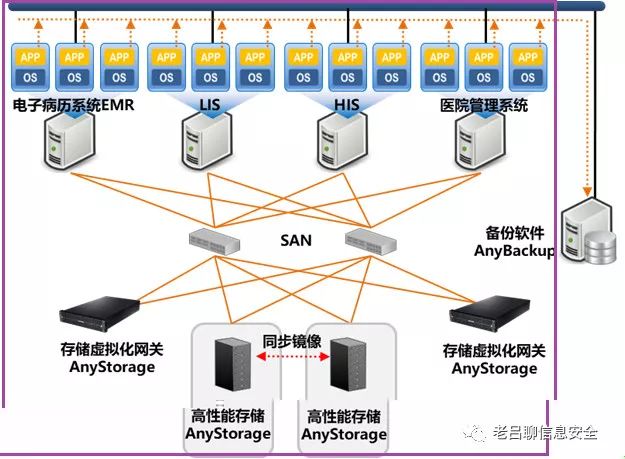 APP APP APP APP APP APP APP APP APP APP APP APP
OS OS OS OS OS OS OS OS OS OS OS OS
电子病历系统EMR LIS HIS 医院管理系统
SAN
备份软件
AnyBackup
存储虚拟化网关
AnyStorage
同步镜像
存储虚拟化网关
AnyStorage
高性能存储
AnyStorage
高性能存储
AnyStorage
老吕聊信息安全